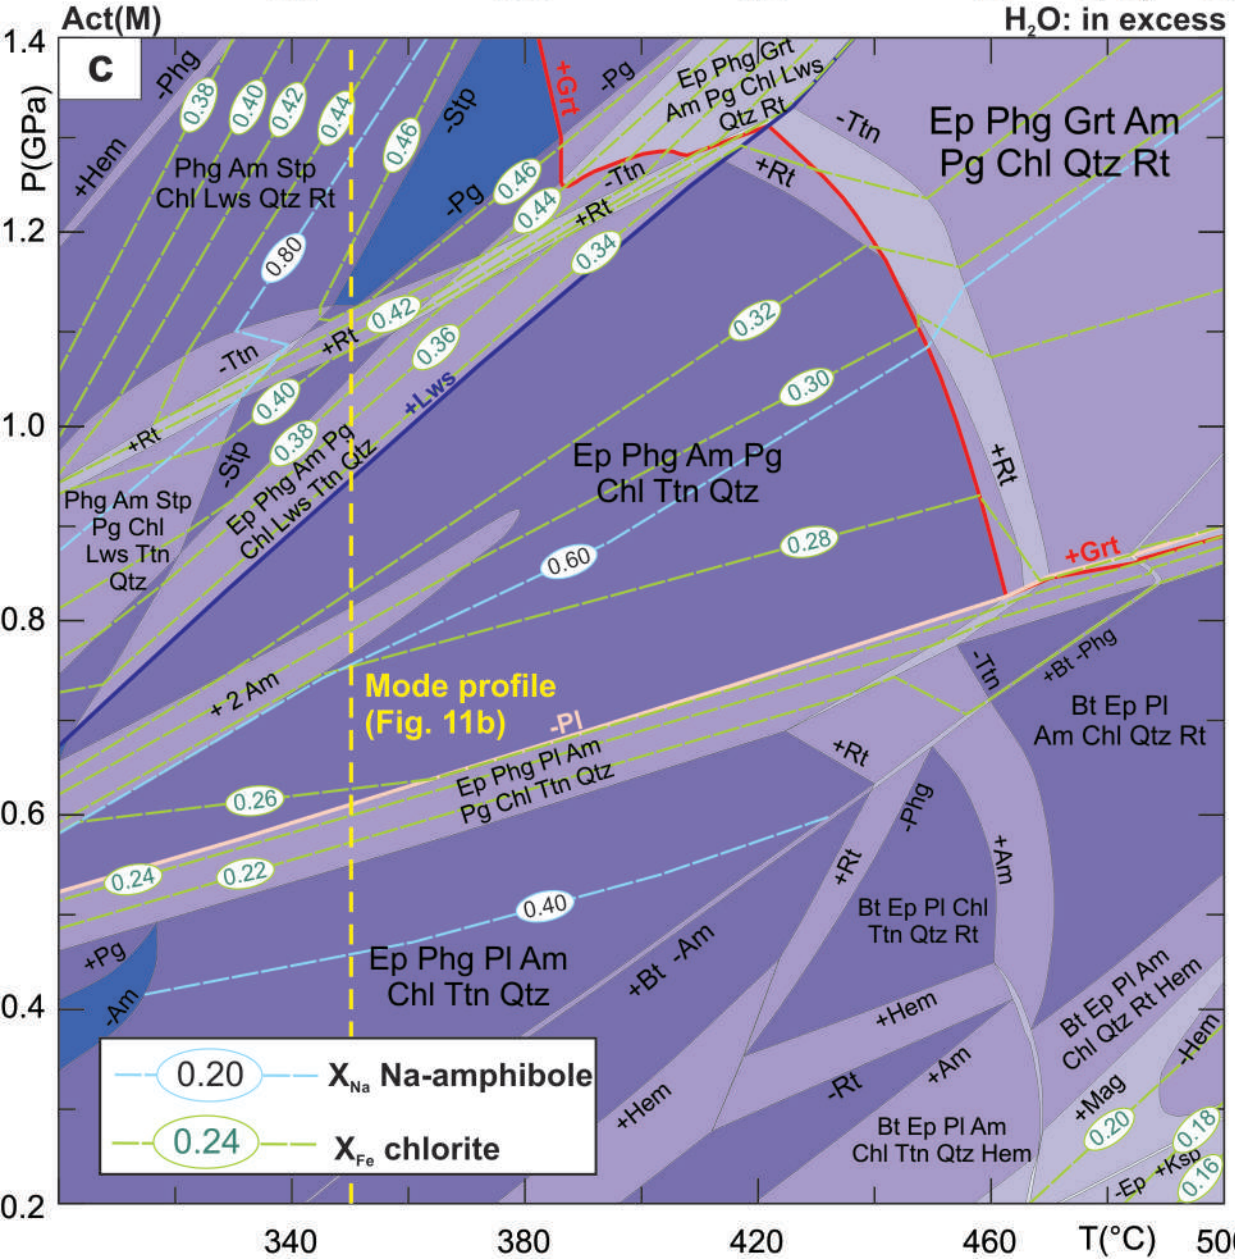 Act(M)
H₂O: in excess
c
P(GPa)
1.4
1.2
1.0
0.8
0.6
0.4
0.2
-Phg
+Hem
0.38
0.40
0.42
0.44
0.46
-Stp
+Grt
-Pg
Ep Phg Grt
Am Pg Chl Lws
Qtz Rt
-Ttn
Ep Phg Grt Am
Pg Chl Qtz Rt
Phg Am Stp
Chl Lws Qtz Rt
0.80
-Pg
0.46
0.44
-Ttn
+Rt
+Rt
0.34
0.42
0.36
+Rt
-Ttn
0.32
0.30
+Lws
0.40
0.38
+Rt
-Stp
Ep Phg Am Pg
Chl Lws Ttn Qtz
Ep Phg Am Pg
Chl Ttn Qtz
+Rt
Phg Am Stp
Pg Chl
Lws Ttn
Qtz
0.60
0.28
+Grt
+ 2 Am
Mode profile
(Fig. 11b)
-Pl
-Ttn
+Bt -Phg
Bt Ep Pl
Am Chl Qtz Rt
0.26
Ep Phg Pl Am
Pg Chl Ttn Qtz
+Rt
-Phg
0.24
0.22
+Rt
+Am
0.40
Bt Ep Pl Chl
Ttn Qtz Rt
+Pg
-Am
Ep Phg Pl Am
Chl Ttn Qtz
+Bt -Am
+Hem
Bt Ep Pl Am
Chl Qtz Rt Hem
-Hem
+Hem
-Rt
+Am
+Mag
Bt Ep Pl Am
Chl Ttn Qtz Hem
0.20
0.18
-Ep +Ksp
0.16
0.20 X Na Na-amphibole
0.24 X Fe chlorite
340
380
420
460
T(°C)